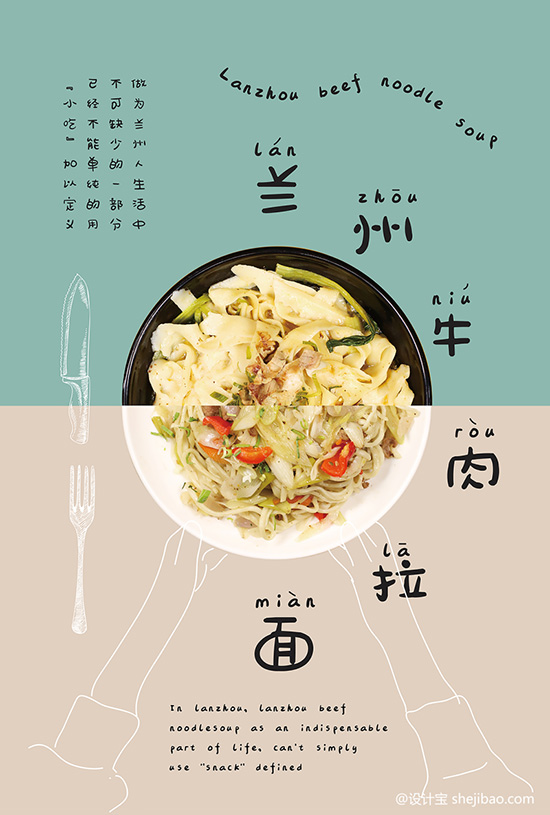 Lanzhou beef noodle soup
做为兰州人生活中
不可缺少的一部分
已经不能单纯的用
『小吃』加以定义
lán
兰
zhōu
州
niú
牛
ròu
肉
lā
拉
miàn
面
In lanzhou, lanzhou beef
noodlesoup as an indispensable
part of life, can't simply
use "snack" defined
@设计宝 shejibao.com